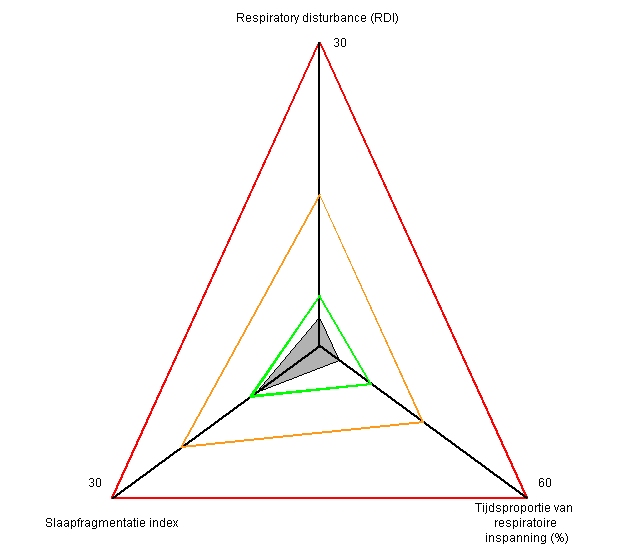 Respiratory disturbance (RDI)
30
30
60
Slaapfragmentatie index
Tijdsproportie van
respiratoire
inspanning (%)